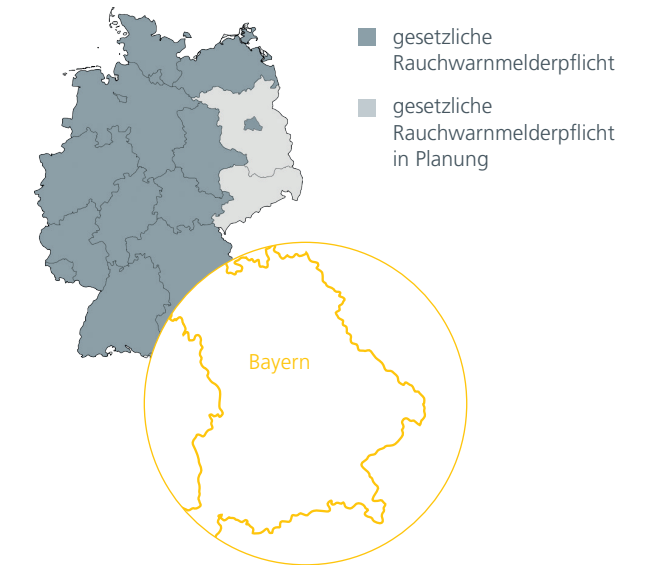 gesetzliche
Rauchwarnmelderpflicht
gesetzliche
Rauchwarnmelderpflicht
in Planung
Bayern